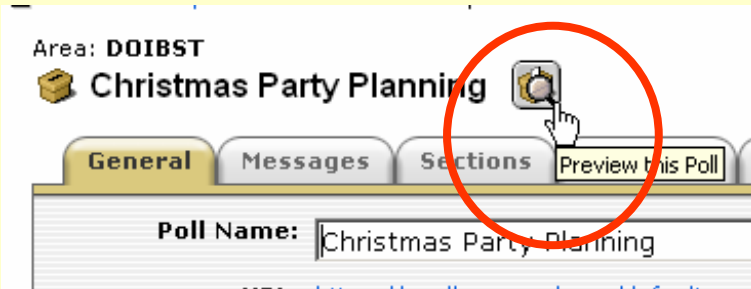 Area: DOIBST
Christmas Party Planning
General Messages Sections
Preview this Poll
Poll Name: Christmas Party Planning